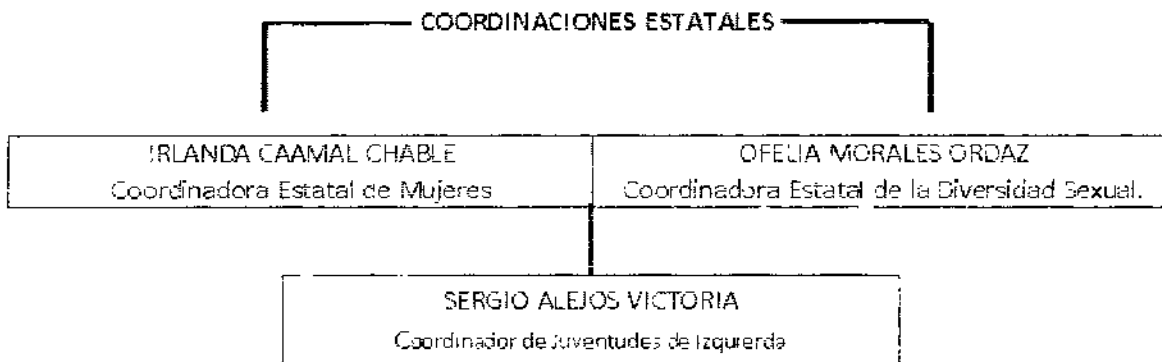 COORDINACIONES ESTATALES
IRLANDA CAAMAL CHABLE
OFELIA MORALES ORDAZ
Coordinadora Estatal de Mujeres
Coordinadora Estatal de la Diversidad Sexual.
SERGIO ALEJOS VICTORIA
Coordinador de Juventudes de Izquierda